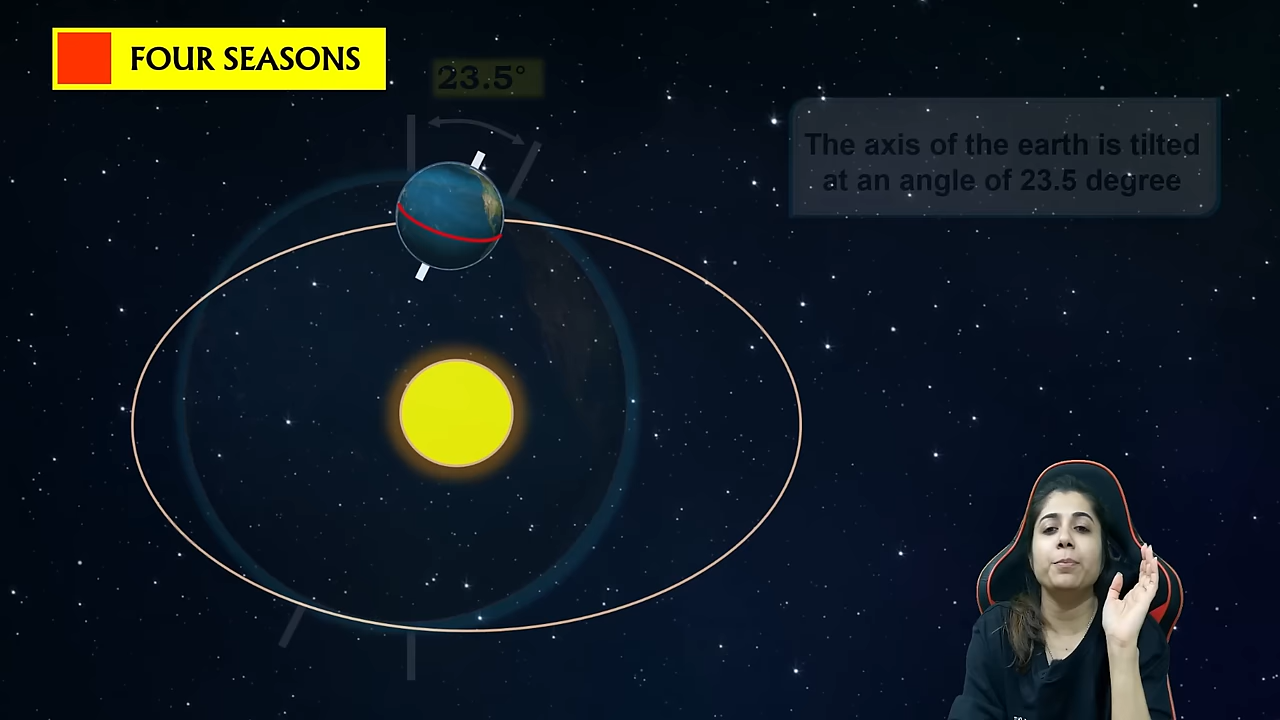 FOUR SEASONS
23.5°
The axis of the earth is tilted
at an angle of 23.5 degree